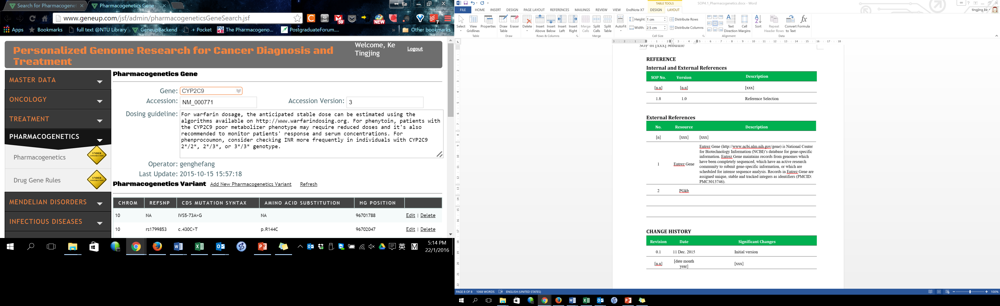 Search for Pharmacogenet
Pharmacogenetics Gene
Ke
www.geneup.com/jsf/admin/pharmacogeneticsGeneSearch.jsf
59
NEW
7
Apps
Bookmarks
full text @NTU Library
GeneupBackend
+ Pocket
The Pharmacogeno...
PostgraduateForum....
»
Other bookmarks
Personalized Genome Research for Cancer Diagnosis and
Treatment
Welcome, Ke
Tingjing
Logout
MASTER DATA
ONCOLOGY
TREATMENT
PHARMACOGENETICS
Pharmacogenetics
UNDER
CONSTRUCTION
Drug Gene Rules
UNDER
CONSTRUCTION
MENDELIAN DISORDERS
INFECTIOUS DISEASES
Pharmacogenetics Gene
Gene: CYP2C9
Accession: NM_000771
Accession Version: 3
Dosing guideline:
For warfarin dosage, the anticipated stable dose can be estimated using the
algorithms available on http://www.warfarindosing.org. For phenytoin, patients with
the CYP2C9 poor metabolizer phenotype may require reduced doses and it's also
recommended to monitor patients' response and serum concentrations. For
phenprocoumon, consider checking INR more frequently in individuals with CYP2C9
2*/2*, 2*/3*, or 3*/3* genotype.
Operator: genghefang
Last Update: 2015-10-15 15:57:18
Pharmacogenetics Variant Add New Pharmacogenetics Variant Refresh
CHROM REFSNP CDS MUTATION SYNTAX AMINO ACID SUBSTITUTION HG POSITION
10 NA IVS5-73A>G NA 96701788 Edit | Delete
10 rs1799853 c.430C>T p.R144C 96702047 Edit | Delete
英
M
5:14 PM
22/1/2016
TABLE TOOLS
SOP4.1_Pharmacogenetics.docx - Word
FILE HOME INSERT DESIGN PAGE LAYOUT REFERENCES MAILINGS REVIEW VIEW EndNote X7 DESIGN LAYOUT
tingjing ke
Select
View
Gridlines
Properties
Table
Draw
Table
Eraser
Draw
Delete
Insert
Above
Insert
Below
Insert
Left
Insert
Right
Rows & Columns
Merge
Cells
Split
Cells
Split
Table
Merge
AutoFit
Height: 1 cm
Width: 2.5 cm
Distribute Rows
Distribute Columns
Cell Size
Text
Direction
Cell
Margins
Alignment
Sort
Repeat
Header Rows
Convert
to Text
Formula
Data
SOP of [xxx] Module
REFERENCE
Internal and External References
SOP No. Version Description
[n.n] [n.n] [xxx]
1.8 1.0 Reference Selection
External References
No. Resource Description
[n] [xxx] [xxx]
1 Entrez Gene
Entrez Gene (http://www.ncbi.nlm.nih.gov/gene) is National Center
for Biotechnology Information (NCBI)'s database for gene-specific
information. Entrez Gene maintains records from genomes which
have been completely sequenced, which have an active research
community to submit gene-specific information, or which are
scheduled for intense sequence analysis. Records in Entrez Gene are
assigned unique, stable and tracked integers as identifiers (PMCID:
PMC3013746).
2 PGkb
CHANGE HISTORY
Revision Date Significant Changes
0.1 11 Dec. 2015 Initial version
[n.n] [date month
year] [xxx]
PAGE 8 OF 8 1068 WORDS ENGLISH (UNITED STATES)
100%